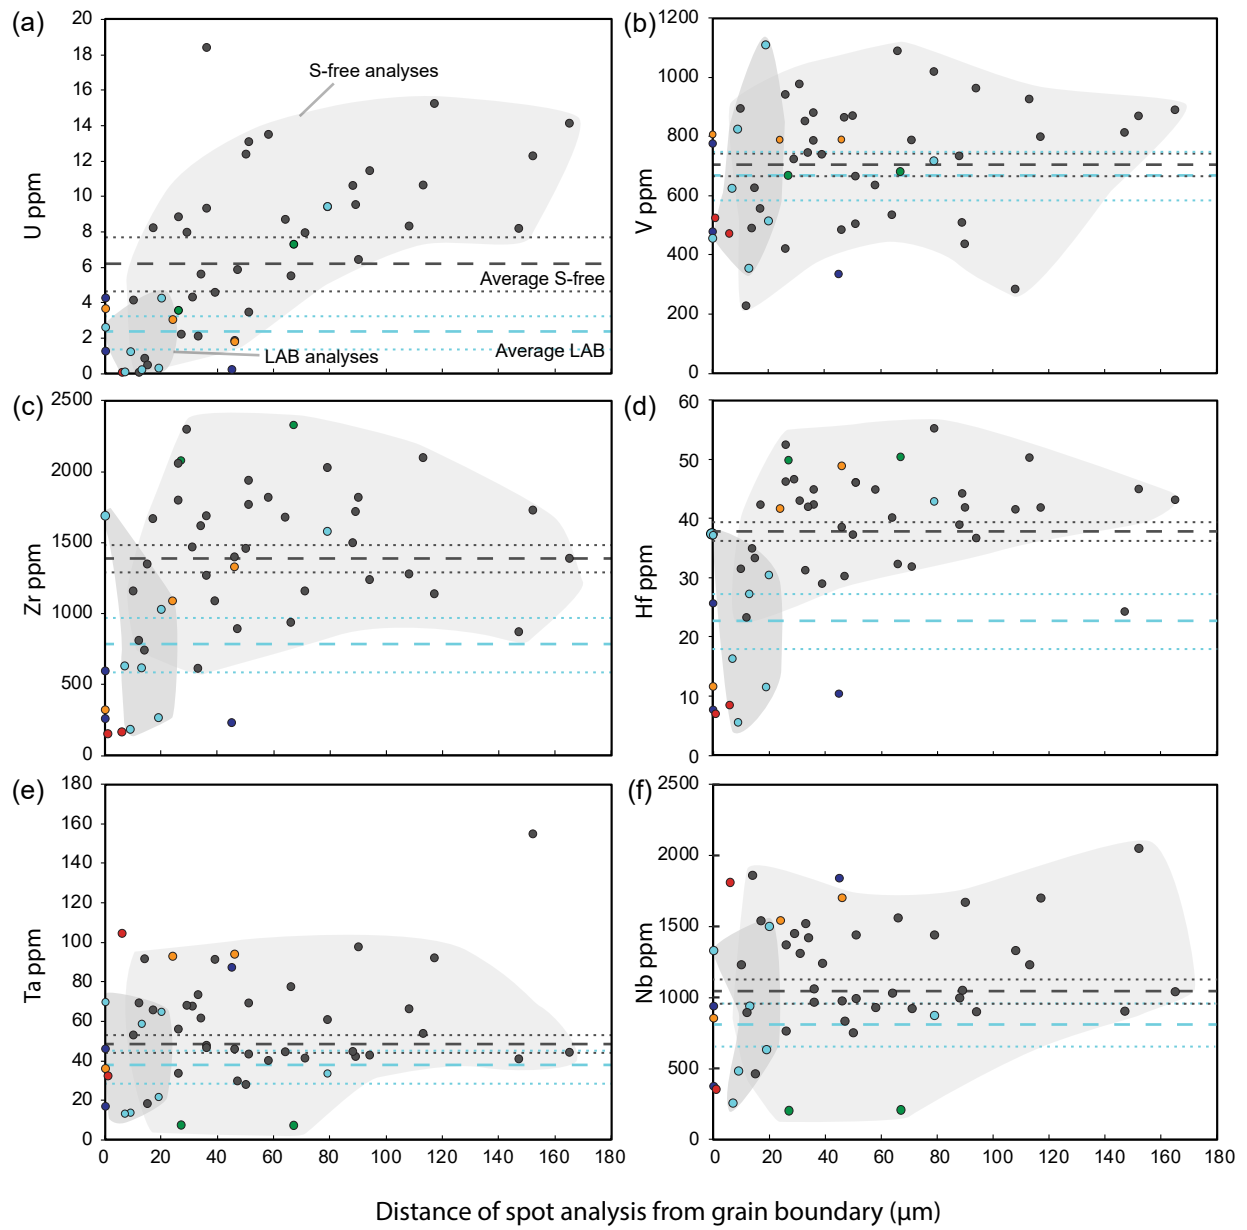 (a)
20
18
16
14
12
10
8
6
4
2
0
U ppm
S-free analyses
Average S-free
LAB analyses
Average LAB
(b)
1200
1000
800
600
400
200
0
V ppm
(c)
2500
2000
1500
1000
500
0
Zr ppm
(d)
60
50
40
30
20
10
0
Hf ppm
(e)
180
160
140
120
100
80
60
40
20
0
Ta ppm
0 20 40 60 80 100 120 140 160 180
(f)
2500
2000
1500
1000
500
0
Nb ppm
0 20 40 60 80 100 120 140 160 180
Distance of spot analysis from grain boundary (µm)